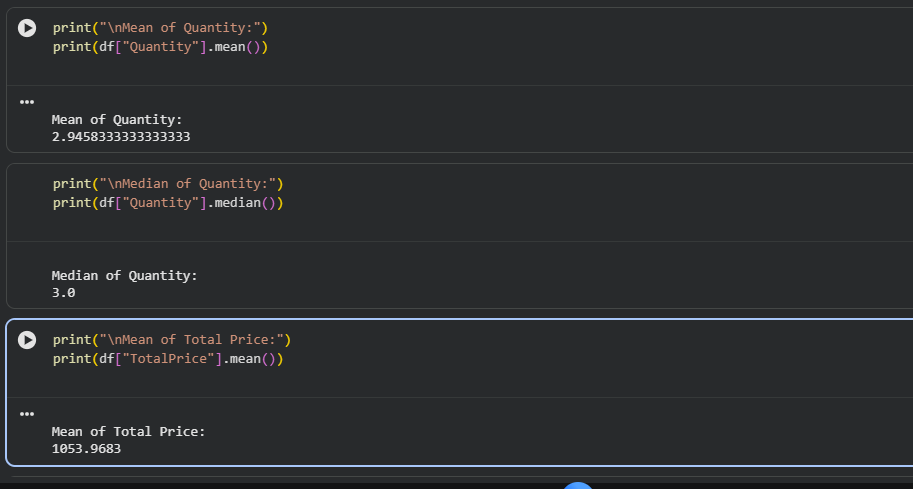 print("\nMean of Quantity:")
print(df["Quantity"].mean())
Mean of Quantity:
2.9458333333333333
print("\nMedian of Quantity:")
print(df["Quantity"].median())
Median of Quantity:
3.0
print("\nMean of Total Price:")
print(df["TotalPrice"].mean())
Mean of Total Price:
1053.9683